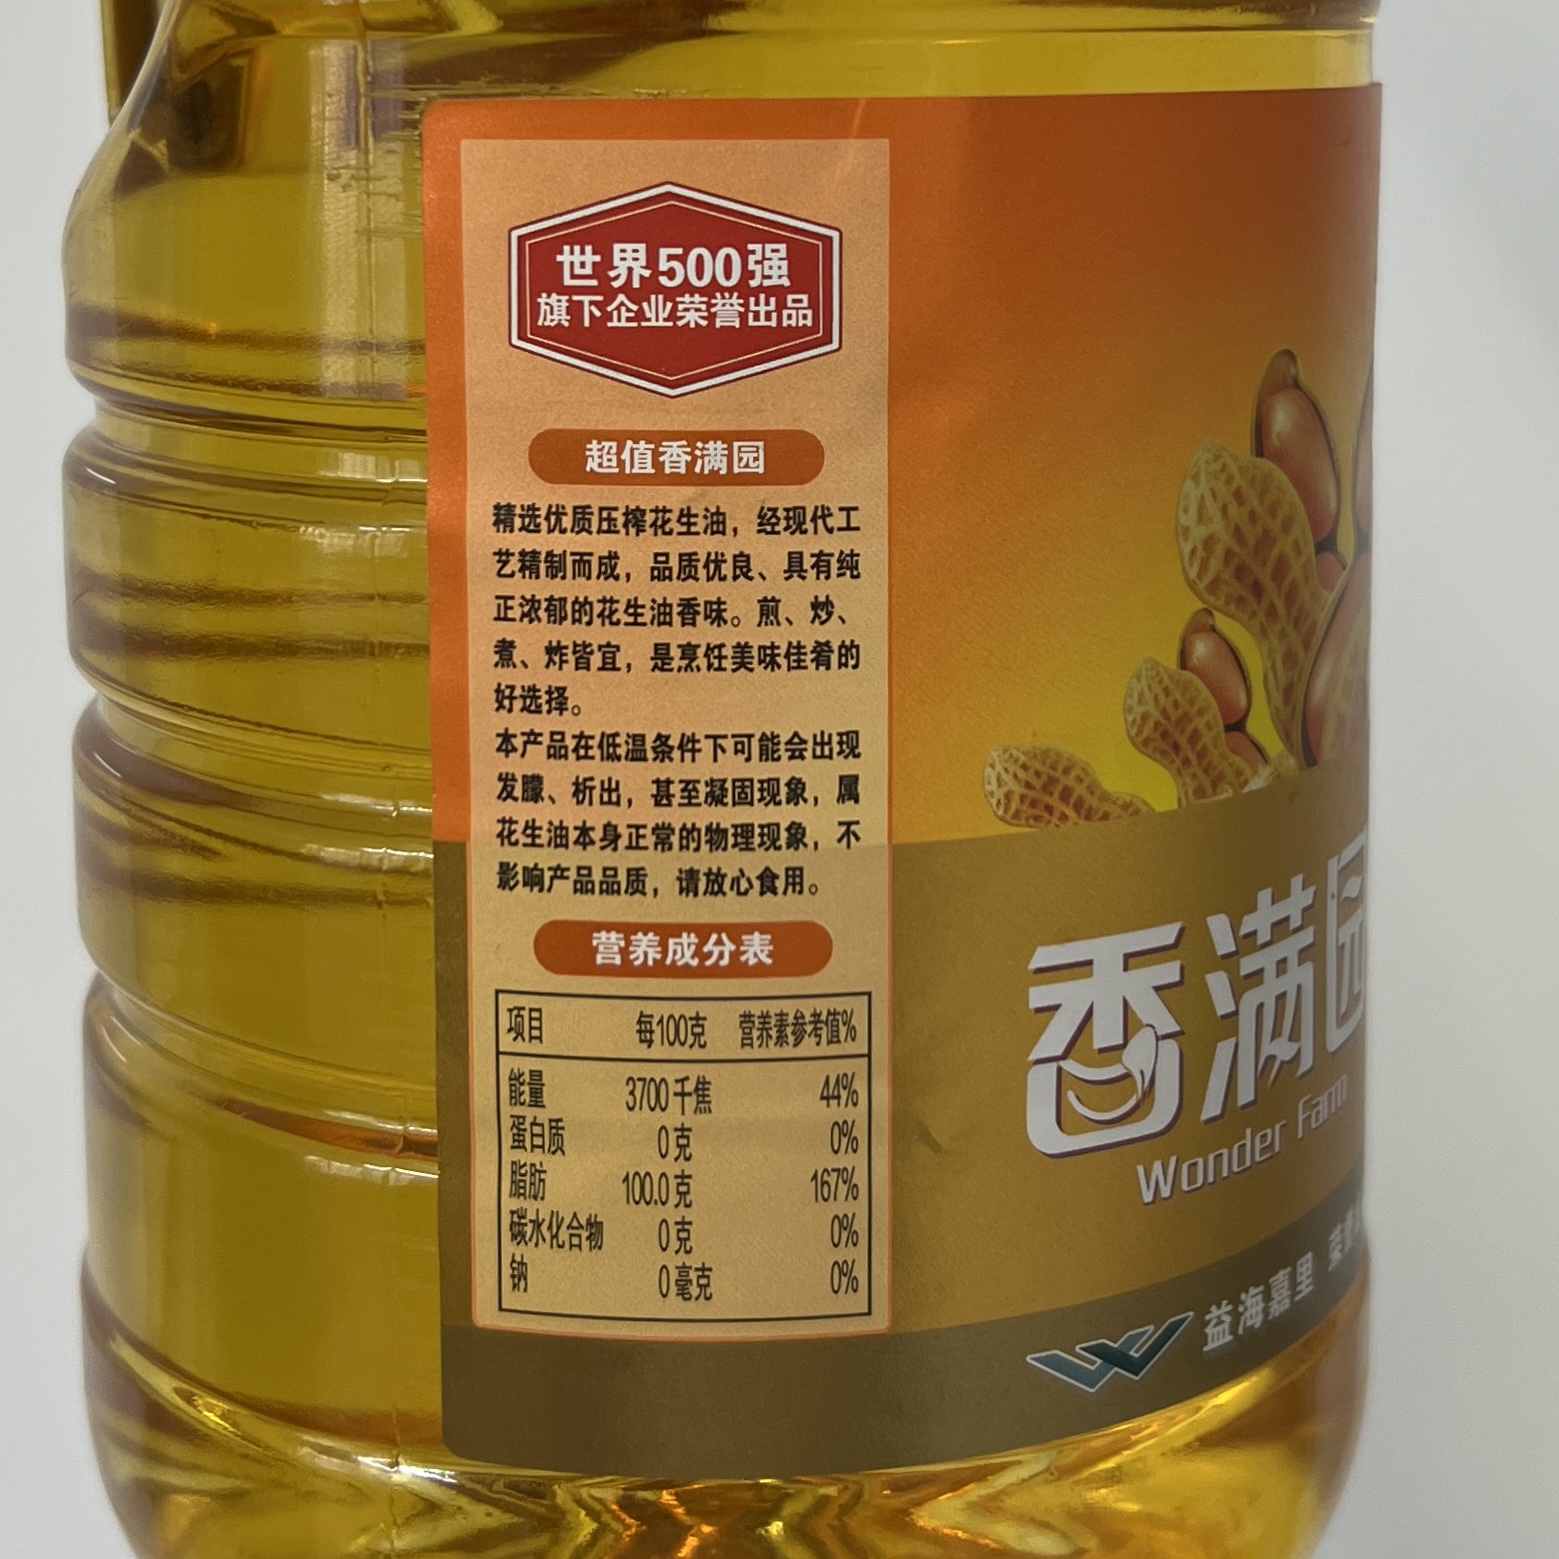 世界500强
旗下企业荣誉出品
超值香满园
精选优质压榨花生油，经现代工
艺精制而成，品质优良、具有纯
正浓郁的花生油香味。煎、炒、
煮、炸皆宜，是烹饪美味佳肴的
好选择。
本产品在低温条件下可能会出现
发朦、析出，甚至凝固现象，属
花生油本身正常的物理现象，不
影响产品品质，请放心食用。
营养成分表
项目 每100克 营养素参考值%
能量 3700千焦 44%
蛋白质 0克 0%
脂肪 100.0克 167%
碳水化合物 0克 0%
钠 0毫克 0%
香满园
Wonder Farm
益海嘉里 荣誉